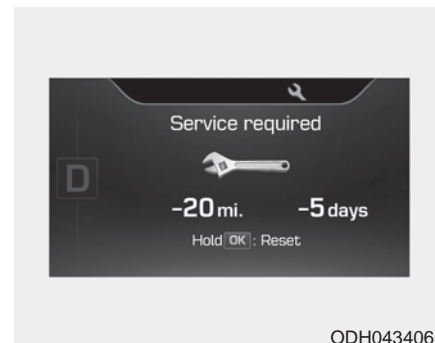 Service required
D
-20 mi. -5 days
Hold OK : Reset
ODH043406